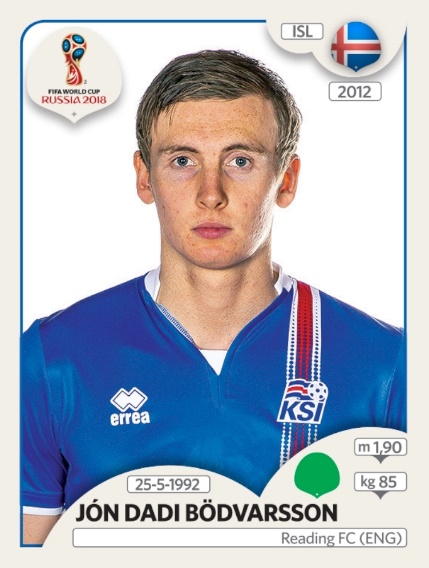 ISL
FIFA WORLD CUP
RUSSIA 2018
2012
errea
KSÍ
m 1,90
kg 85
25-5-1992
JÓN DADI BÖDVARSSON
Reading FC (ENG)